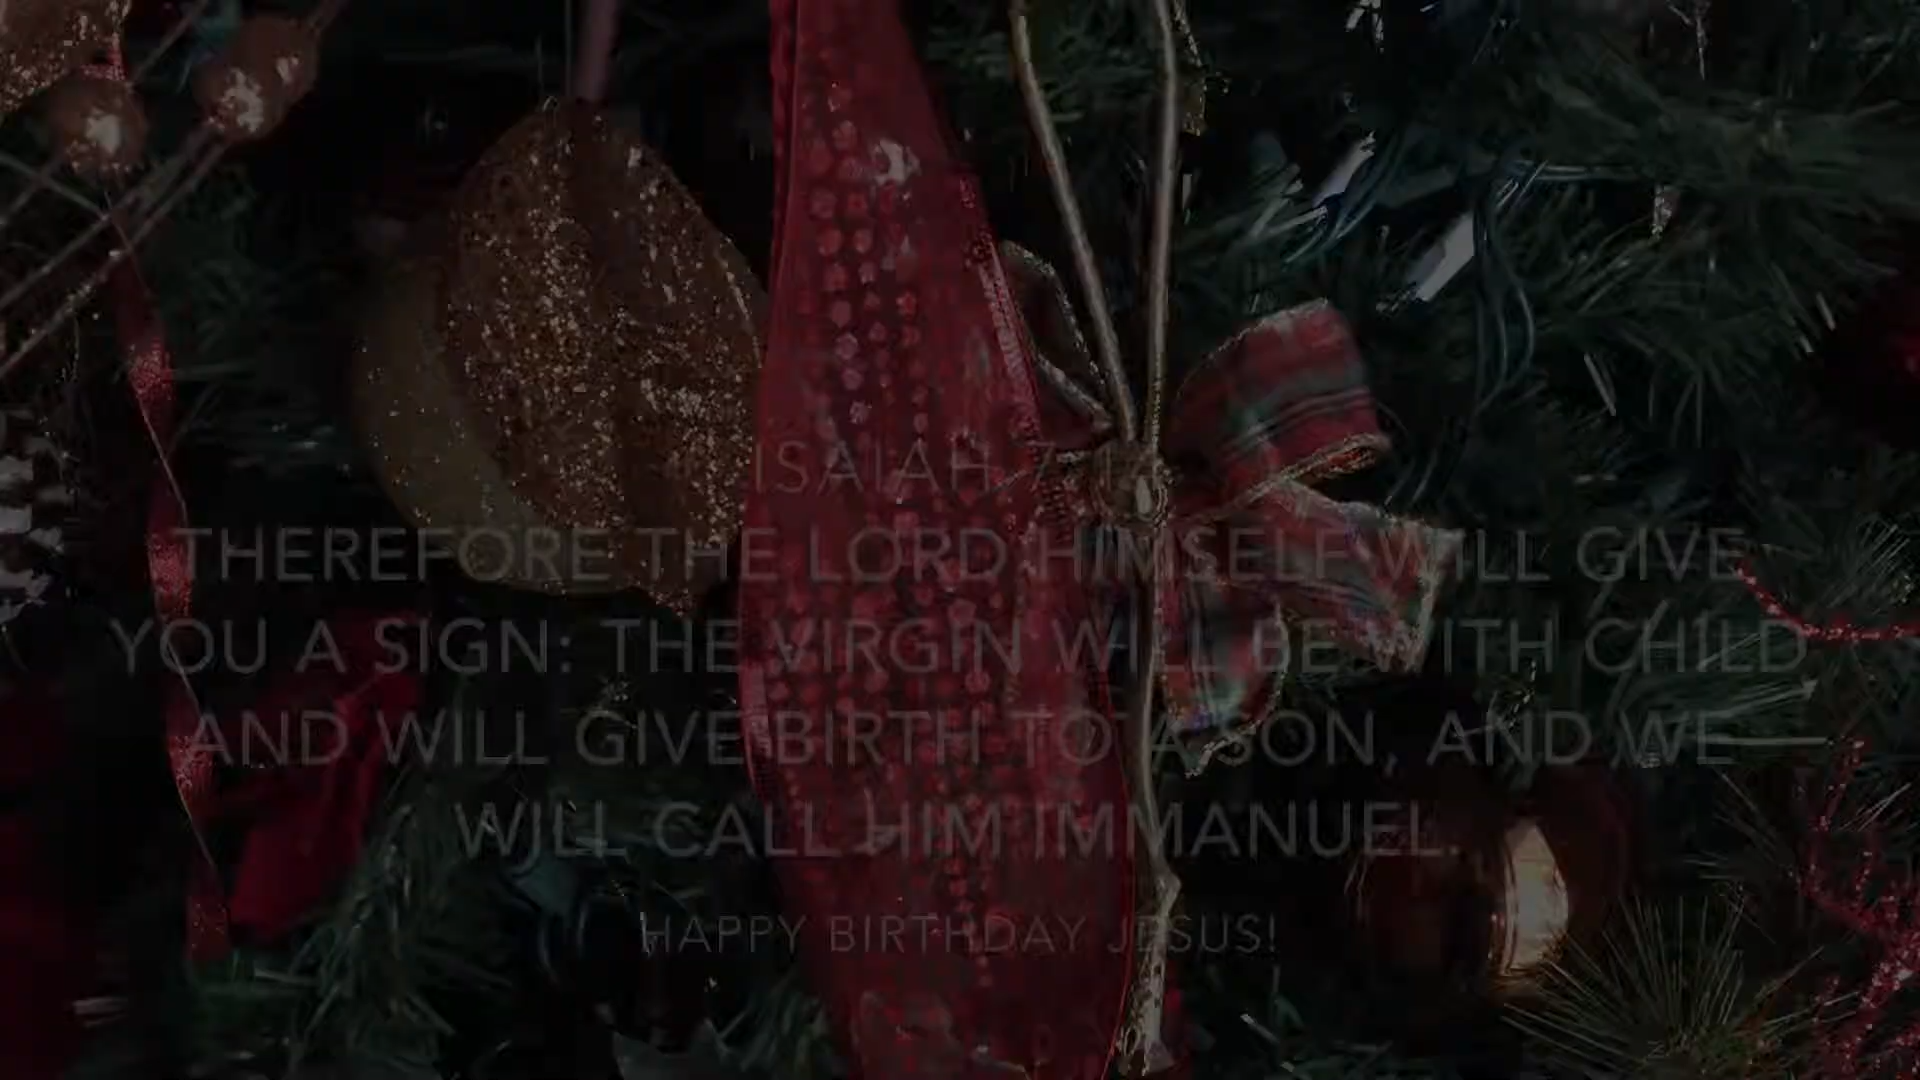 ISAIAH 7:14
THEREFORE THE LORD HIMSELF WILL GIVE
YOU A SIGN: THE VIRGIN WILL BE WITH CHILD
AND WILL GIVE BIRTH TO A SON, AND WE
WILL CALL HIM IMMANUEL.
HAPPY BIRTHDAY JESUS!